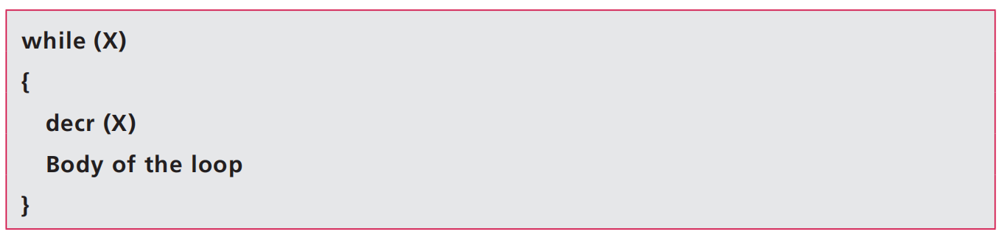 while (X)
{
decr (X)
Body of the loop
}